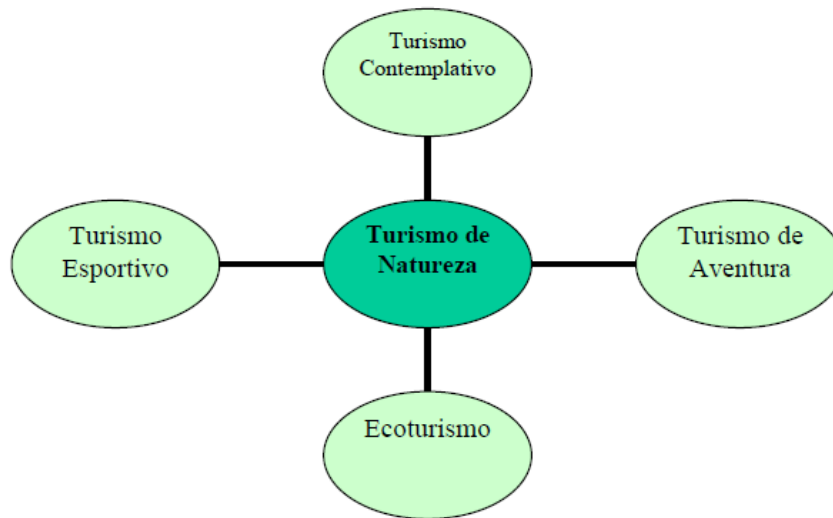 Turismo
Contemplativo
Turismo
Esportivo
Turismo de
Natureza
Turismo de
Aventura
Ecoturismo